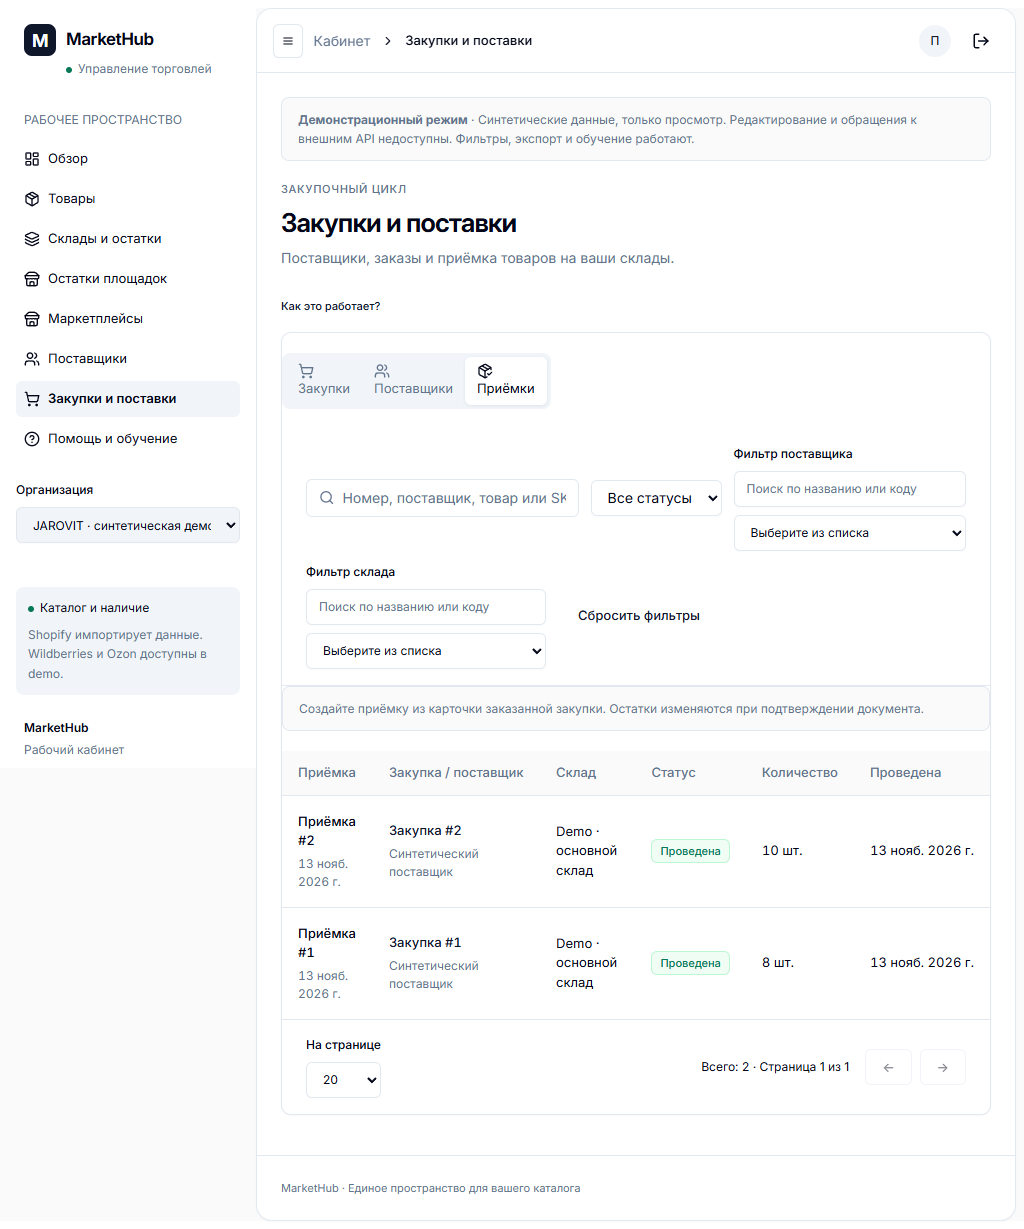 M MarketHub
Управление торговлей
РАБОЧЕЕ ПРОСТРАНСТВО
Обзор
Товары
Склады и остатки
Остатки площадок
Маркетплейсы
Поставщики
Закупки и поставки
Помощь и обучение
Организация
JAROVIT · синтетическая демо
Каталог и наличие
Shopify импортирует данные.
Wildberries и Ozon доступны в
demo.
MarketHub
Рабочий кабинет
Кабинет > Закупки и поставки
П
Демонстрационный режим · Синтетические данные, только просмотр. Редактирование и обращения к
внешним API недоступны. Фильтры, экспорт и обучение работают.
ЗАКУПОЧНЫЙ ЦИКЛ
Закупки и поставки
Поставщики, заказы и приёмка товаров на ваши склады.
Как это работает?
Закупки Поставщики Приёмки
Фильтр поставщика
Номер, поставщик, товар или SK
Все статусы
Поиск по названию или коду
Выберите из списка
Фильтр склада
Поиск по названию или коду
Выберите из списка
Сбросить фильтры
Создайте приёмку из карточки заказанной закупки. Остатки изменяются при подтверждении документа.
Приёмка Закупка / поставщик Склад Статус Количество Проведена
Приёмка
#2
13 нояб.
2026 г.
Закупка #2
Синтетический
поставщик
Demo ·
основной
склад
Проведена
10 шт.
13 нояб. 2026 г.
Приёмка
#1
13 нояб.
2026 г.
Закупка #1
Синтетический
поставщик
Demo ·
основной
склад
Проведена
8 шт.
13 нояб. 2026 г.
На странице
20
Всего: 2 · Страница 1 из 1
← →
MarketHub · Единое пространство для вашего каталога